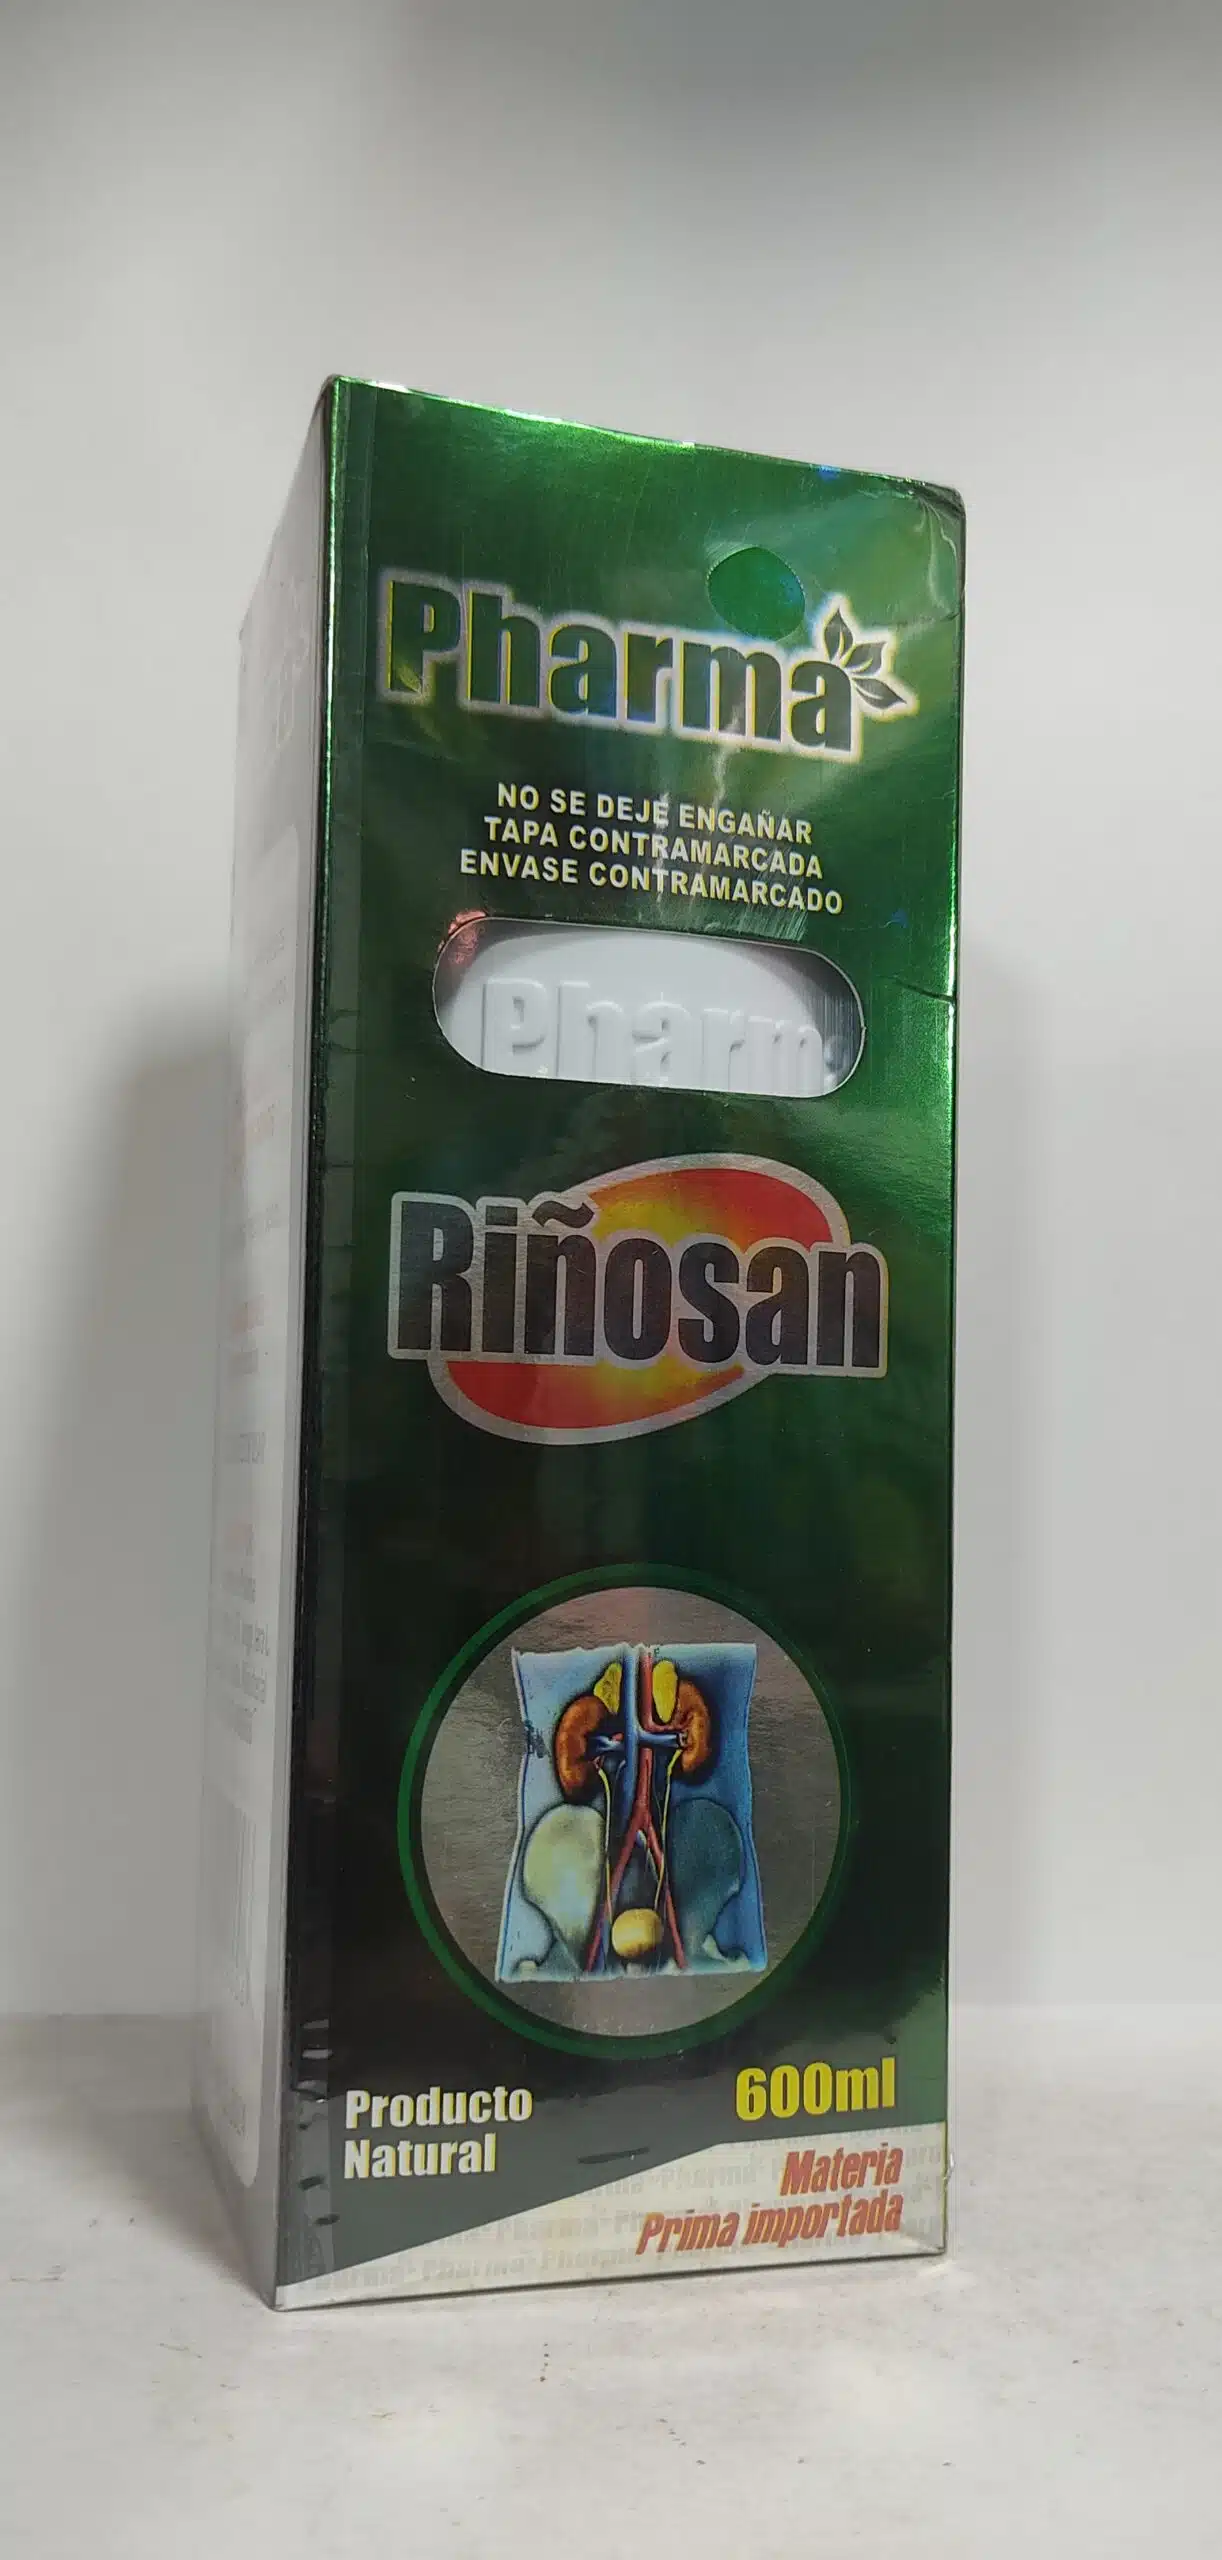 Pharma
NO SE DEJE ENGAÑAR
TAPA CONTRAMARCADA
ENVASE CONTRAMARCADO
Pharm
Riñosan
Producto
Natural
600ml
Materia
Prima importada